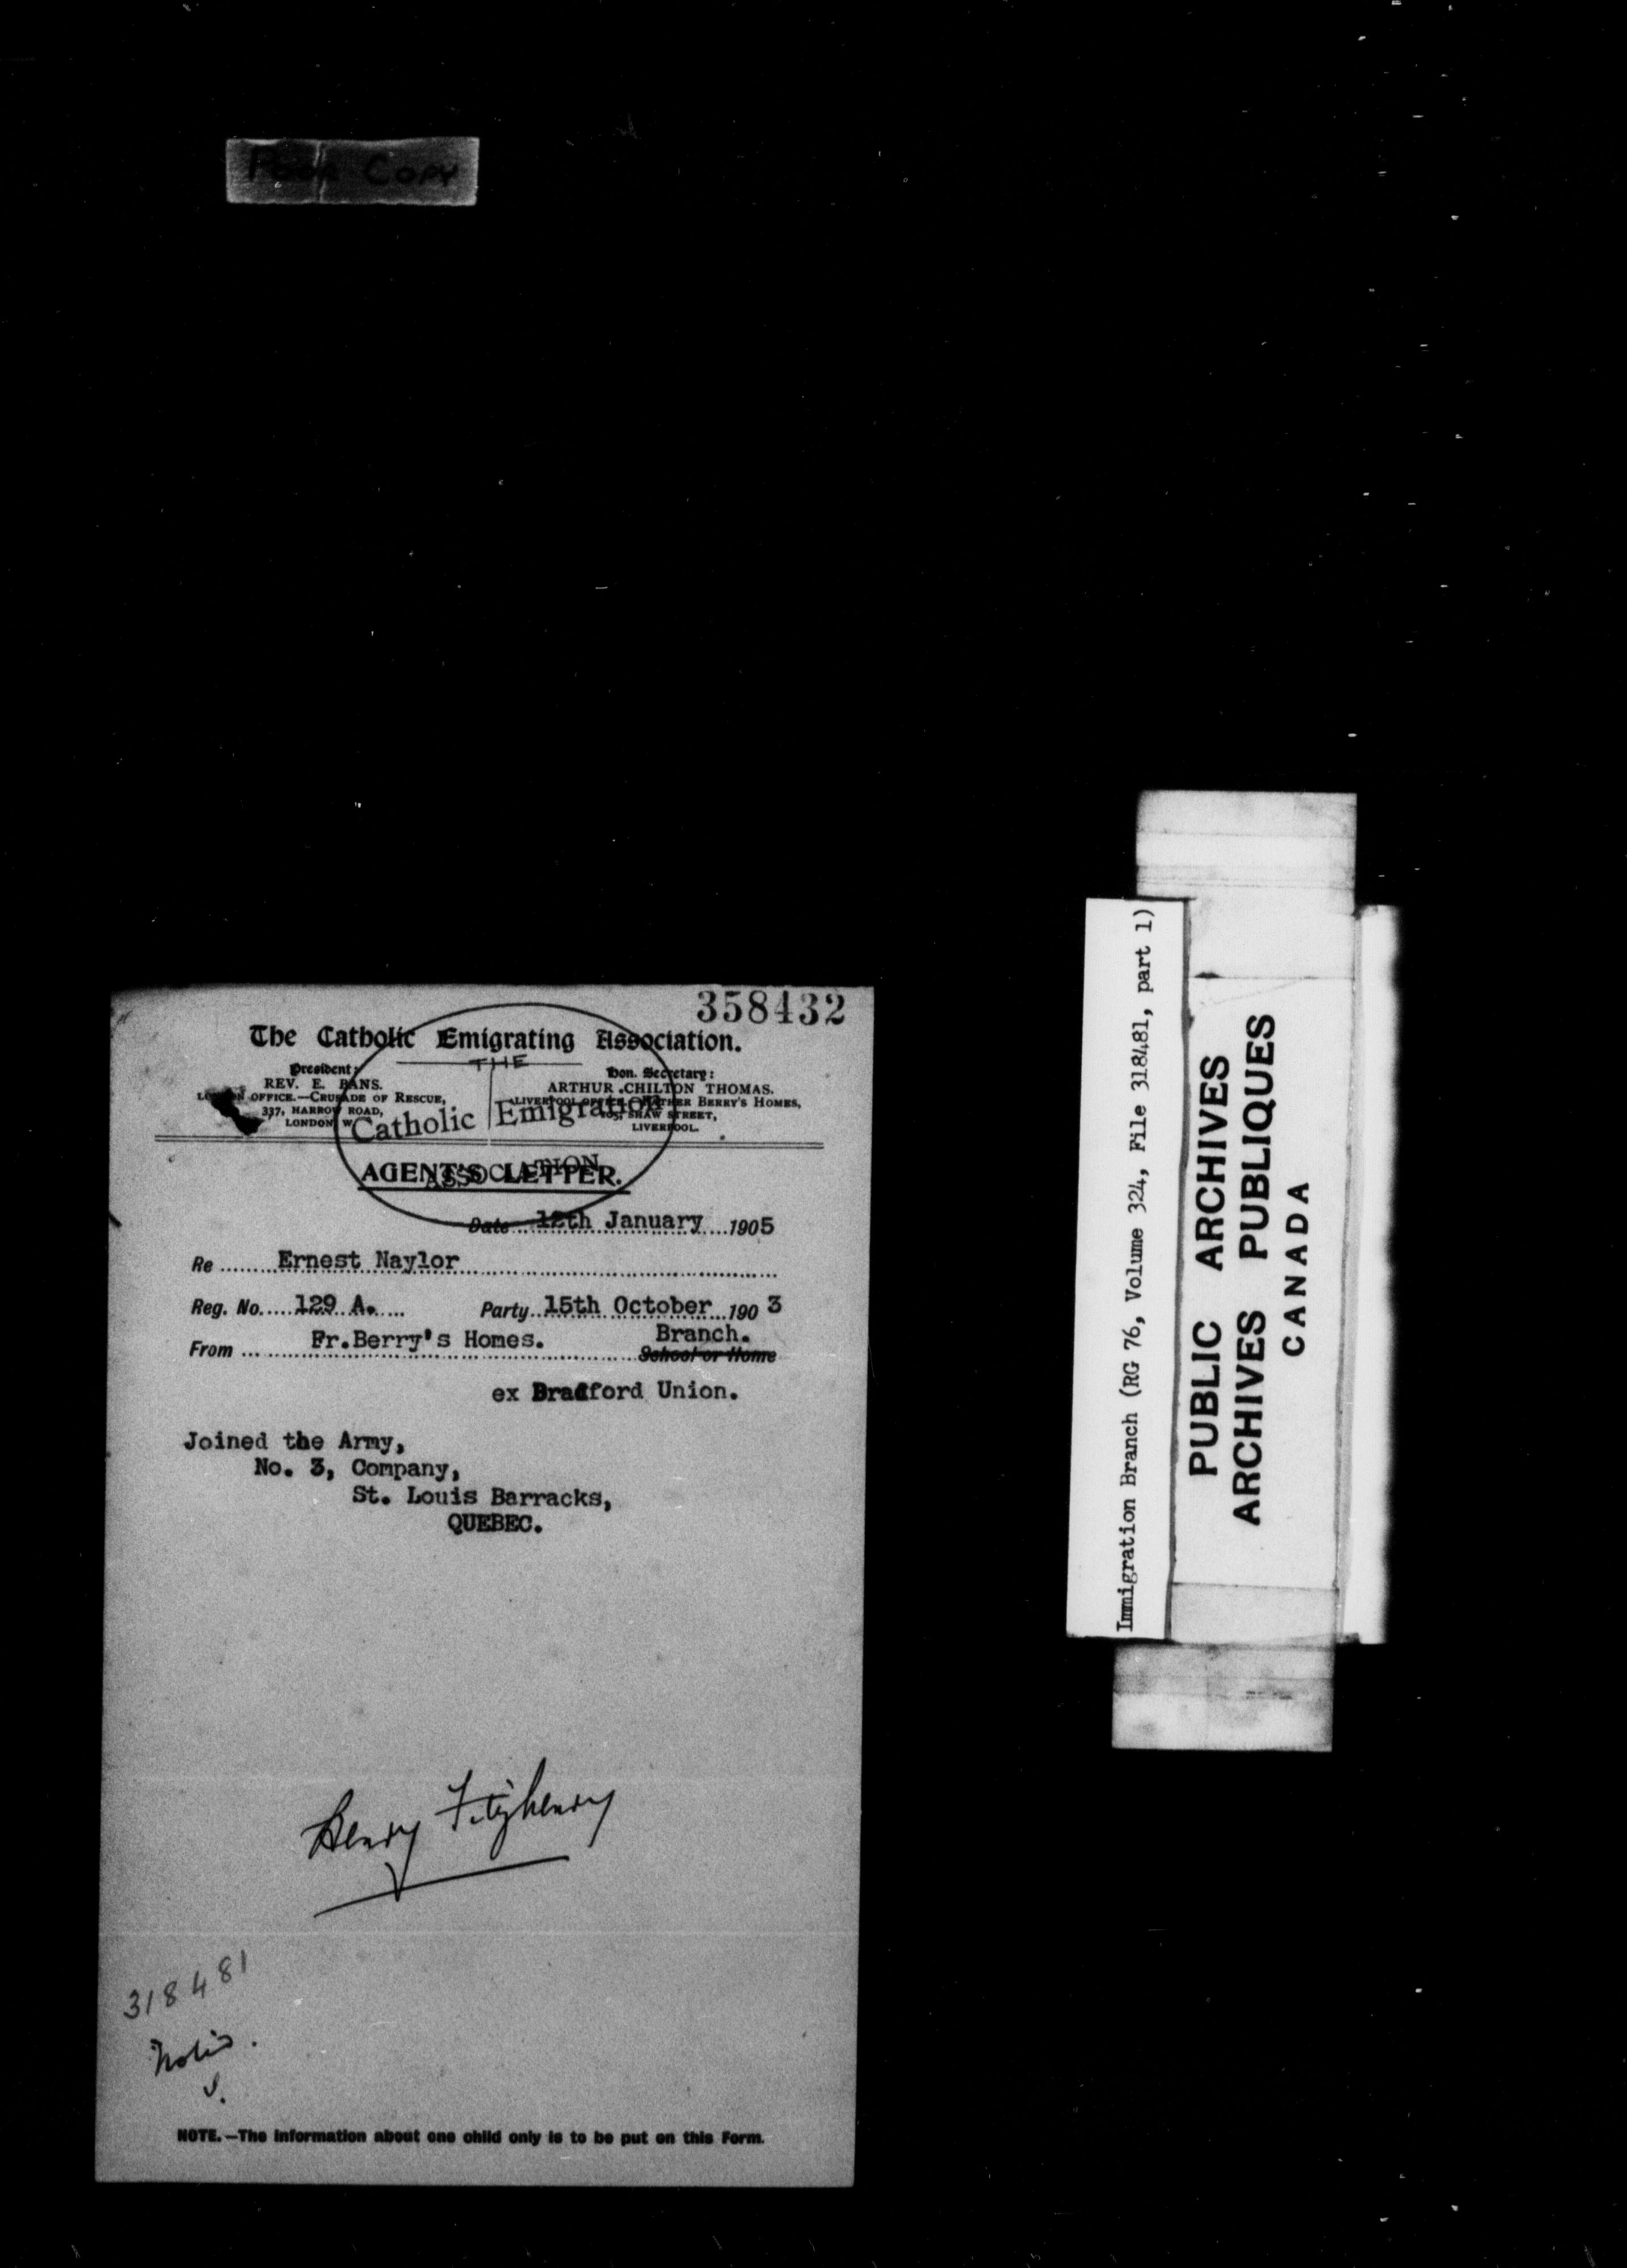 Poor Copy
358432
The Catholic Emigrating Association.
President:
REV. E. BANS.
LONDON OFFICE.—CRUSADE OF RESCUE,
337, HARROW ROAD,
LONDON W.
Hon. Secretary:
ARTHUR CHILTON THOMAS.
LIVERPOOL OFFICE, FATHER BERRY'S HOMES,
105, SHAW STREET,
LIVERPOOL.
THE
Catholic Emigration
ASSOCIATION
AGENT'S LETTER.
Date 12th January 1905
Re Ernest Naylor
Reg. No. 129 A. Party 15th October 1903
Branch.
From Fr. Berry's Homes. School or Home
ex Bradford Union.
Joined the Army,
No. 3, Company,
St. Louis Barracks,
QUEBEC.
Henry Fitzhenry
318481
NOTE.—The information about one child only is to be put on this Form.
Immigration Branch (RG 76, Volume 324, File 318481, part 1)
PUBLIC ARCHIVES
ARCHIVES PUBLIQUES
CANADA